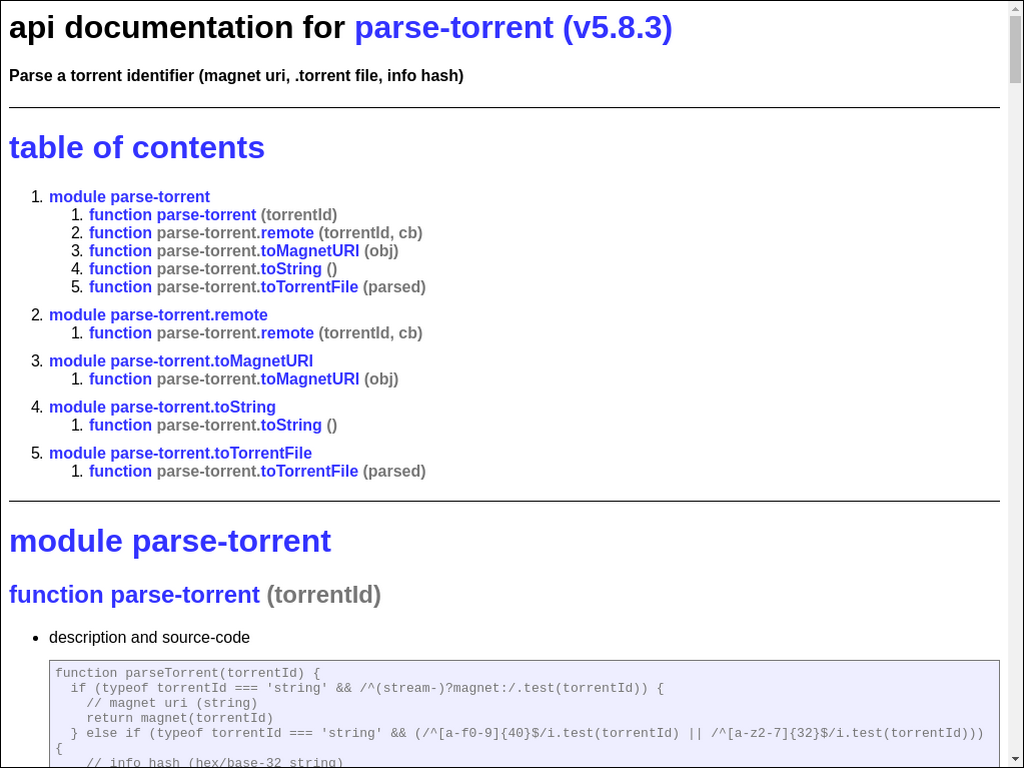 api documentation for parse-torrent (v5.8.3)
Parse a torrent identifier (magnet uri, .torrent file, info hash)
table of contents
1. module parse-torrent
1. function parse-torrent (torrentId)
2. function parse-torrent.remote (torrentId, cb)
3. function parse-torrent.toMagnetURI (obj)
4. function parse-torrent.toString ()
5. function parse-torrent.toTorrentFile (parsed)
2. module parse-torrent.remote
1. function parse-torrent.remote (torrentId, cb)
3. module parse-torrent.toMagnetURI
1. function parse-torrent.toMagnetURI (obj)
4. module parse-torrent.toString
1. function parse-torrent.toString ()
5. module parse-torrent.toTorrentFile
1. function parse-torrent.toTorrentFile (parsed)
module parse-torrent
function parse-torrent (torrentId)
• description and source-code
function parseTorrent(torrentId) {
  if (typeof torrentId === 'string' && /^(stream-)?magnet:/.test(torrentId)) {
    // magnet uri (string)
    return magnet(torrentId)
  } else if (typeof torrentId === 'string' && (/^[a-f0-9]{40}$/i.test(torrentId) || /^[a-z2-7]{32}$/i.test(torrentId)))
{
    // info hash (hex/base-32 string)